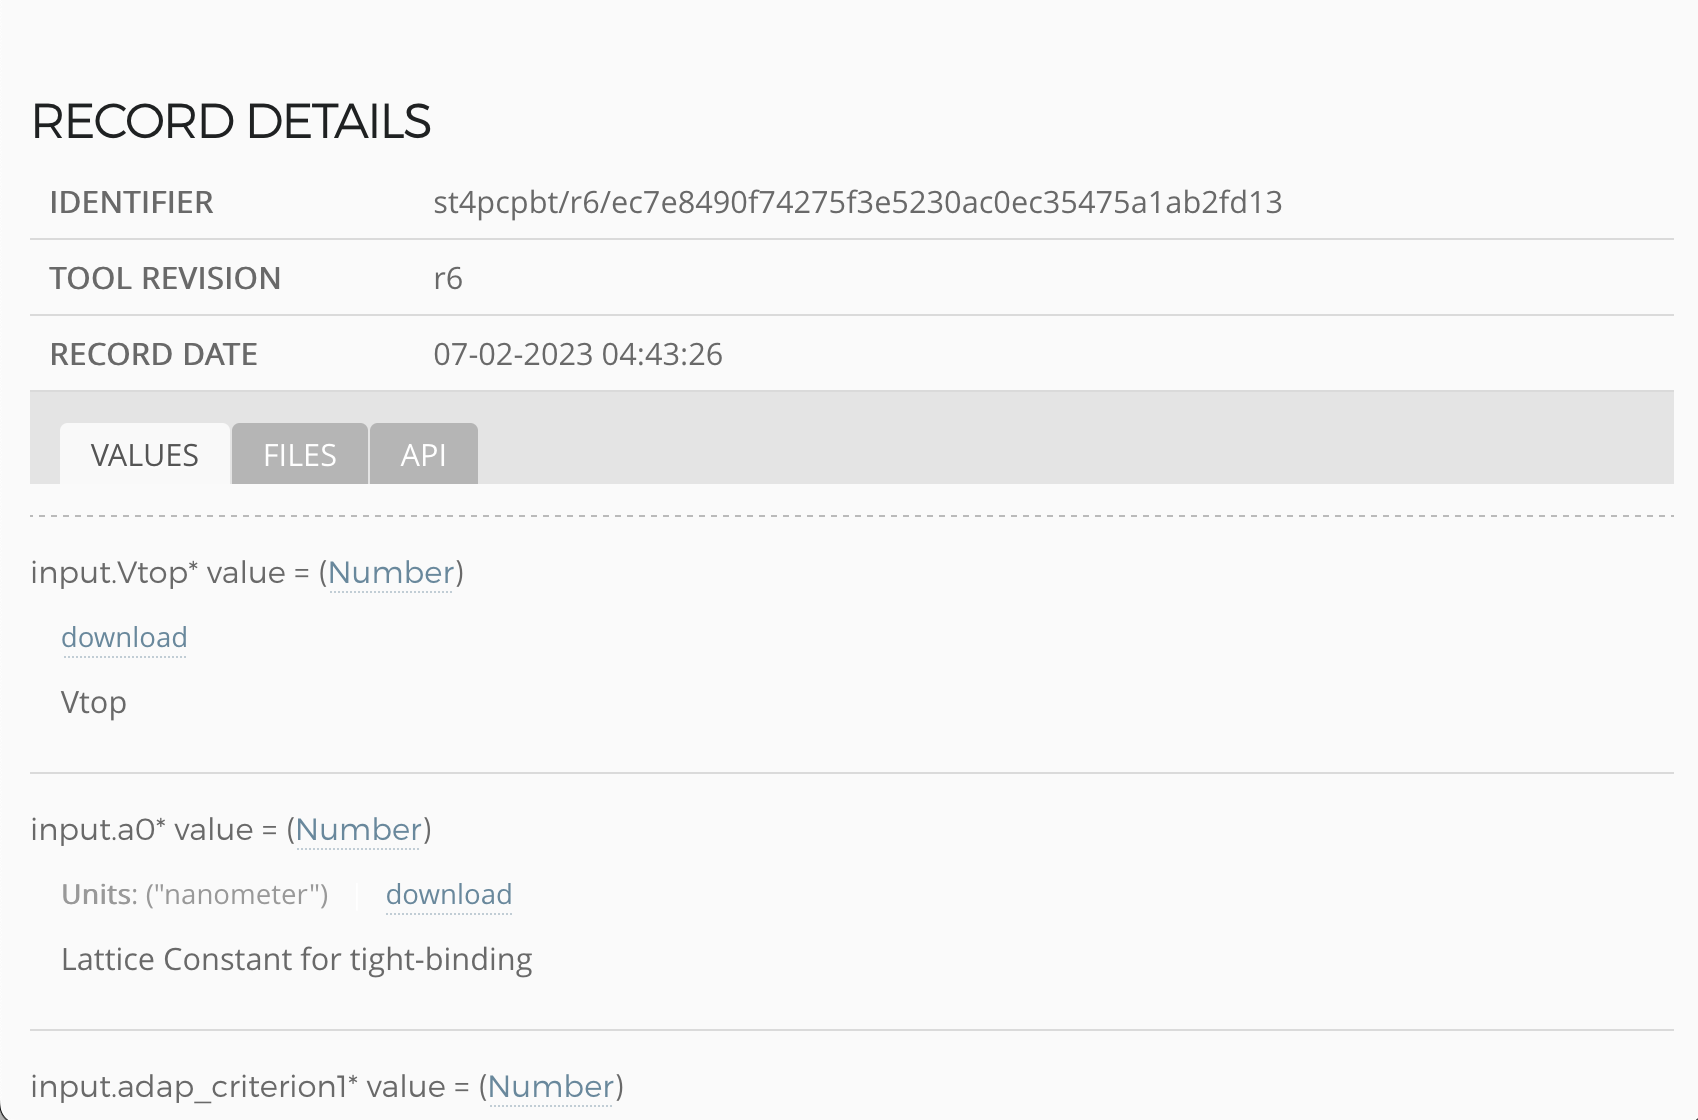 RECORD DETAILS
IDENTIFIER st4pcpbt/r6/ec7e8490f74275f3e5230ac0ec35475a1ab2fd13
TOOL REVISION r6
RECORD DATE 07-02-2023 04:43:26
VALUES FILES API
input.Vtop* value = (Number)
download
Vtop
input.a0* value = (Number)
Units: ("nanometer") download
Lattice Constant for tight-binding
input.adap_criterion1* value = (Number)